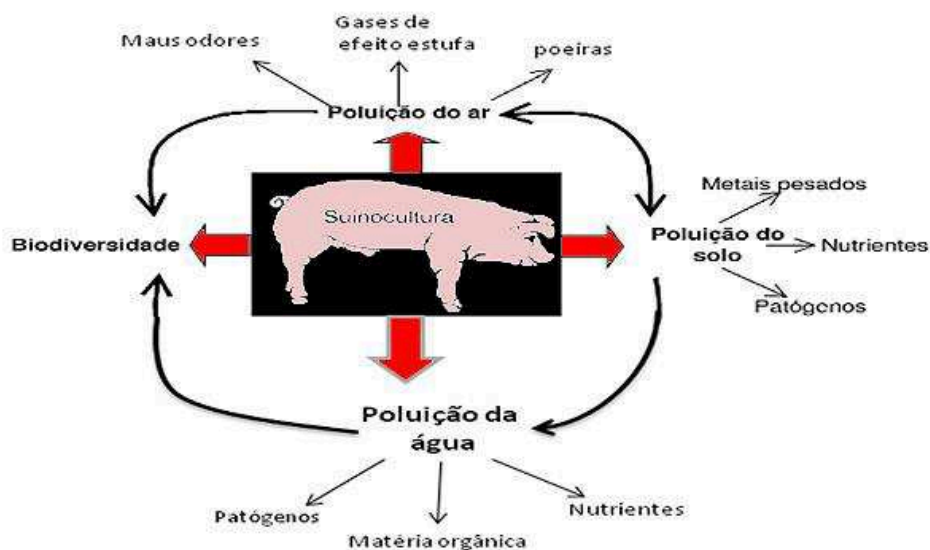 Maus odores
Gases de
efeito estufa
poeiras
Poluição do ar
Suinocultura
Biodiversidade
Metais pesados
Poluição do
solo
Nutrientes
Patógenos
Poluição da
água
Patógenos
Matéria orgânica
Nutrientes